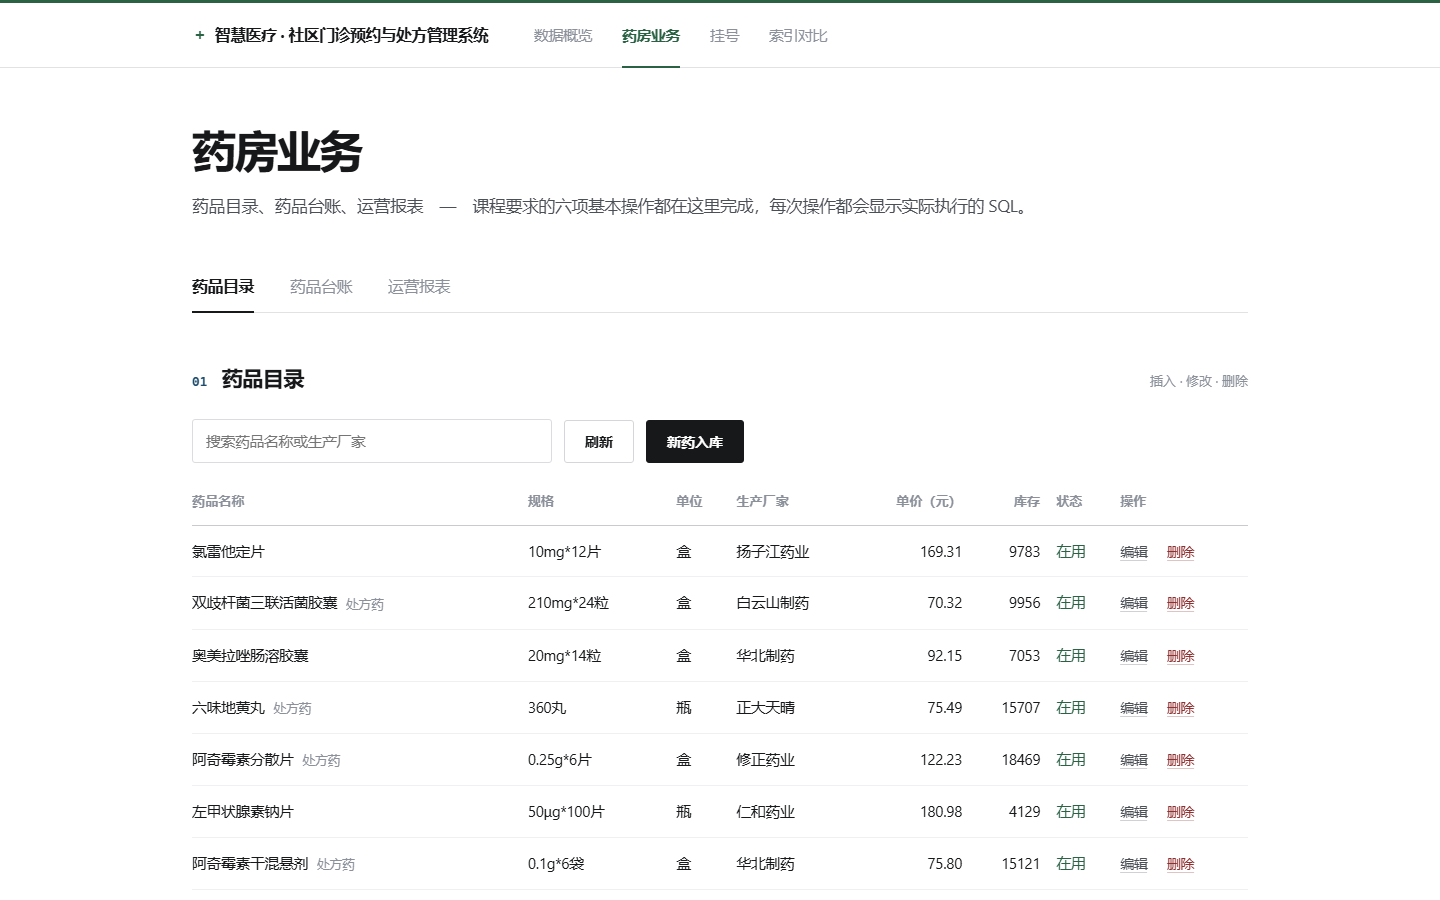 + 智慧医疗 · 社区门诊预约与处方管理系统 数据概览 药房业务 挂号 索引对比
药房业务
药品目录、药品台账、运营报表 — 课程要求的六项基本操作都在这里完成，每次操作都会显示实际执行的 SQL。
药品目录 药品台账 运营报表
01 药品目录 插入 · 修改 · 删除
搜索药品名称或生产厂家 刷新 新药入库
药品名称 规格 单位 生产厂家 单价（元） 库存 状态 操作
氯雷他定片 10mg*12片 盒 扬子江药业 169.31 9783 在用 编辑 删除
双歧杆菌三联活菌胶囊 处方药 210mg*24粒 盒 白云山制药 70.32 9956 在用 编辑 删除
奥美拉唑肠溶胶囊 20mg*14粒 盒 华北制药 92.15 7053 在用 编辑 删除
六味地黄丸 处方药 360丸 瓶 正大天晴 75.49 15707 在用 编辑 删除
阿奇霉素分散片 处方药 0.25g*6片 盒 修正药业 122.23 18469 在用 编辑 删除
左甲状腺素钠片 50μg*100片 瓶 仁和药业 180.98 4129 在用 编辑 删除
阿奇霉素干混悬剂 处方药 0.1g*6袋 盒 华北制药 75.80 15121 在用 编辑 删除